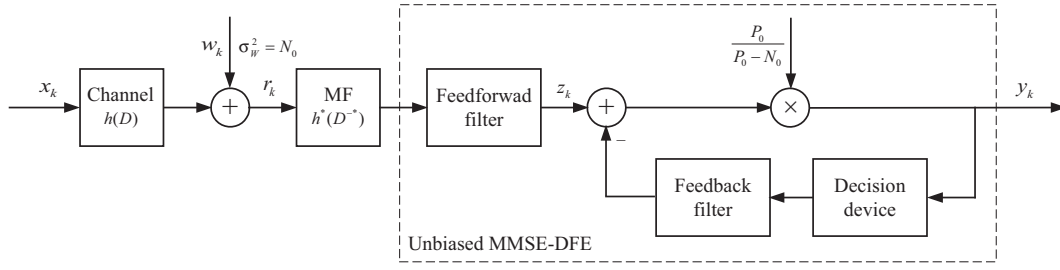 x_k
Channel
h(D)
w_k
σ_W^2 = N_0
+
r_k
MF
h^*(D^{-*})
Feedforwad
filter
z_k
+
−
P_0
P_0 − N_0
×
y_k
Feedback
filter
Decision
device
Unbiased MMSE-DFE